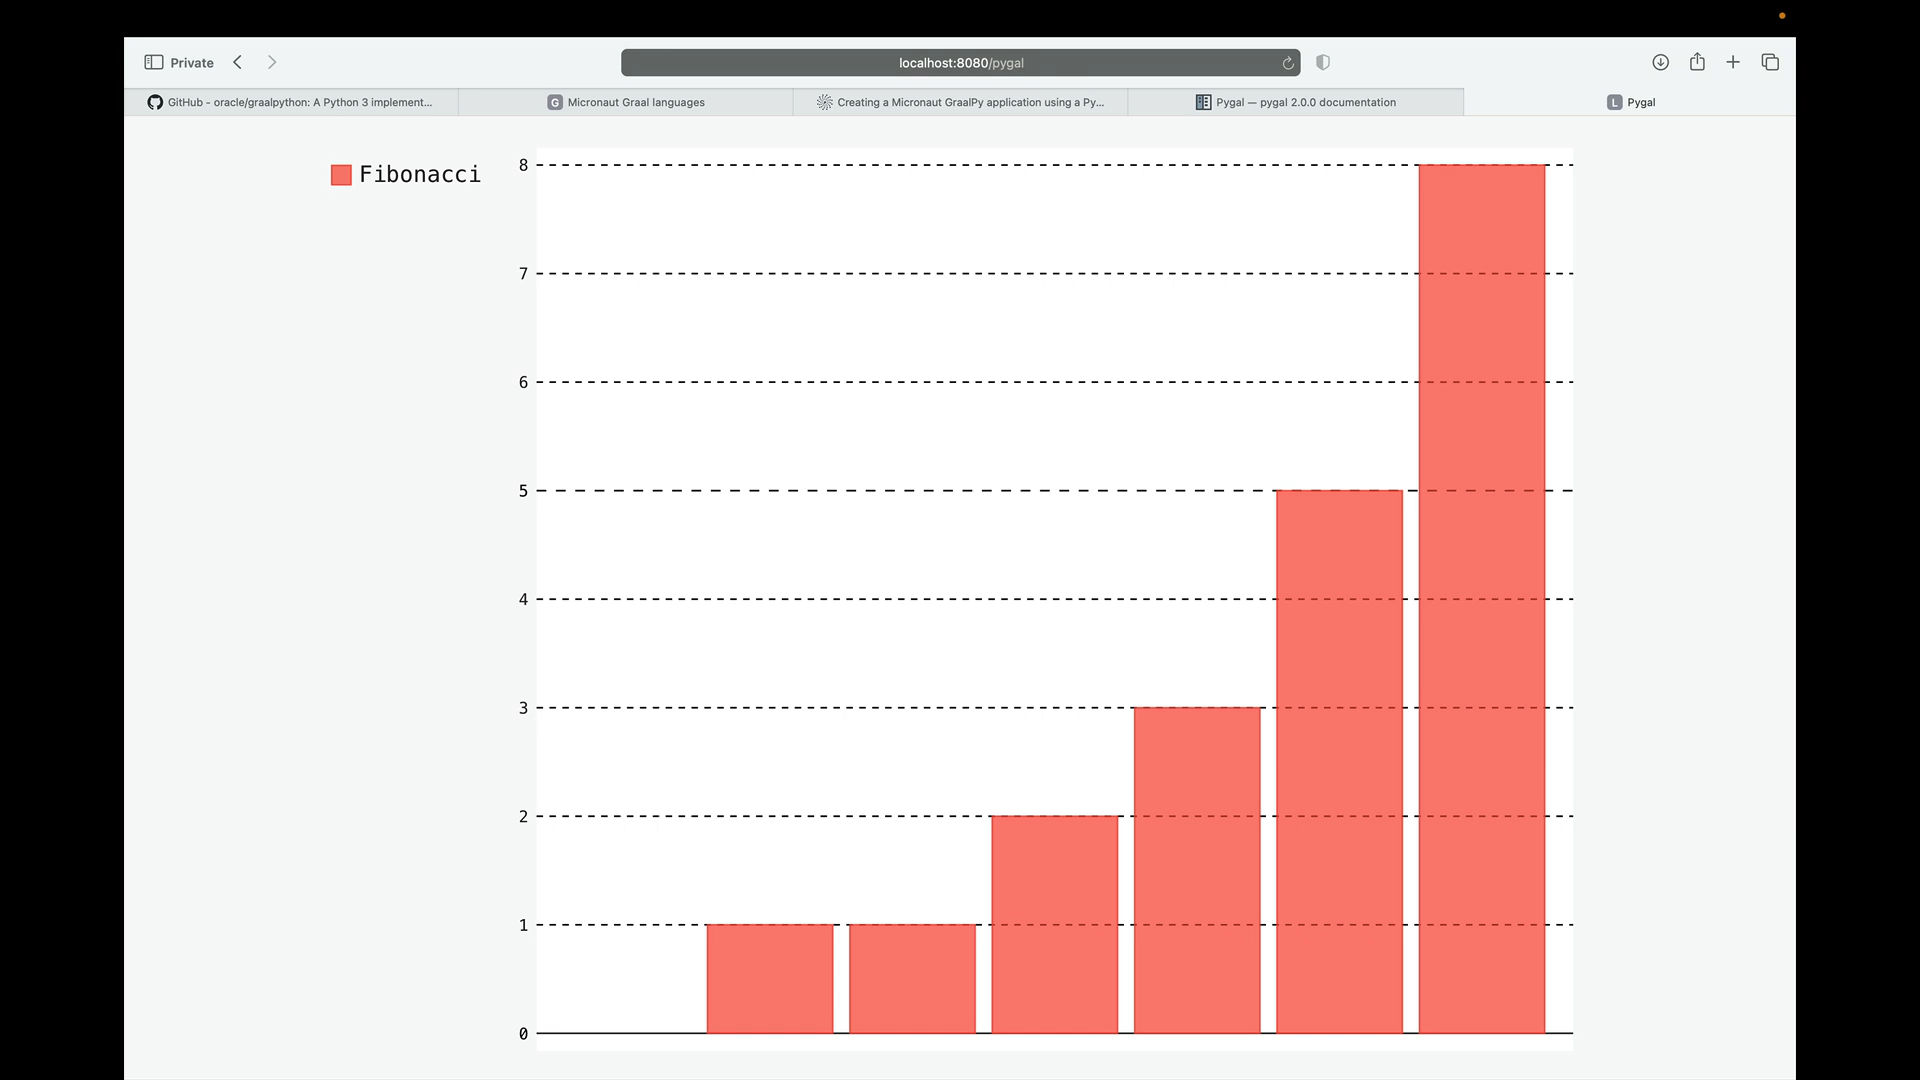 Private
localhost:8080/pygal
GitHub - oracle/graalpython: A Python 3 implement...
G Micronaut Graal languages
Creating a Micronaut GraalPy application using a Py...
Pygal — pygal 2.0.0 documentation
L Pygal
Fibonacci
8
7
6
5
4
3
2
1
0